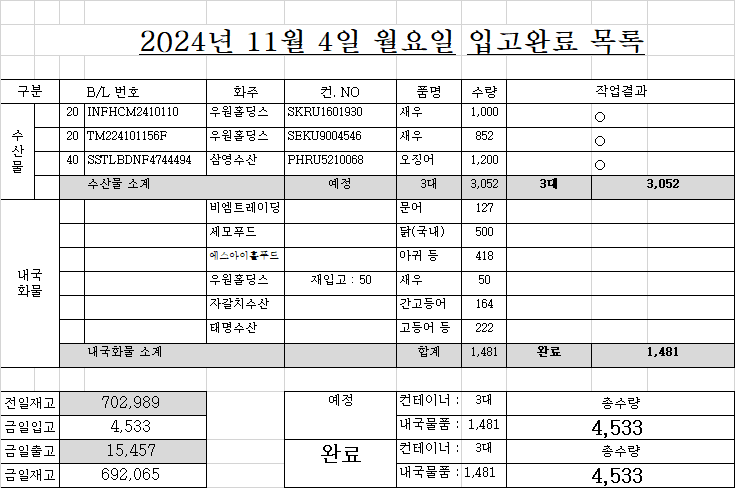 2024년 11월 4일 월요일 입고완료 목록
구분 B/L 번호 화주 컨. NO 품명 수량 작업결과
수산물
20 INFHCM2410110 우원홀딩스 SKRU1601930 새우 1,000 ○
20 TM224101156F 우원홀딩스 SEKU9004546 새우 852 ○
40 SSTLBDNF4744494 삼영수산 PHRU5210068 오징어 1,200 ○
수산물 소계 예정 3대 3,052 3대 3,052
내국화물
비엠트레이딩 문어 127
세모푸드 닭(국내) 500
에스아이홀푸드 아귀 등 418
우원홀딩스 재입고 : 50 새우 50
자갈치수산 간고등어 164
태명수산 고등어 등 222
내국화물 소계 합계 1,481 완료 1,481
전일재고 702,989 예정 컨테이너 : 3대 총수량
금일입고 4,533 내국물품 : 1,481 4,533
금일출고 15,457 완료 컨테이너 : 3대 총수량
금일재고 692,065 내국물품 : 1,481 4,533